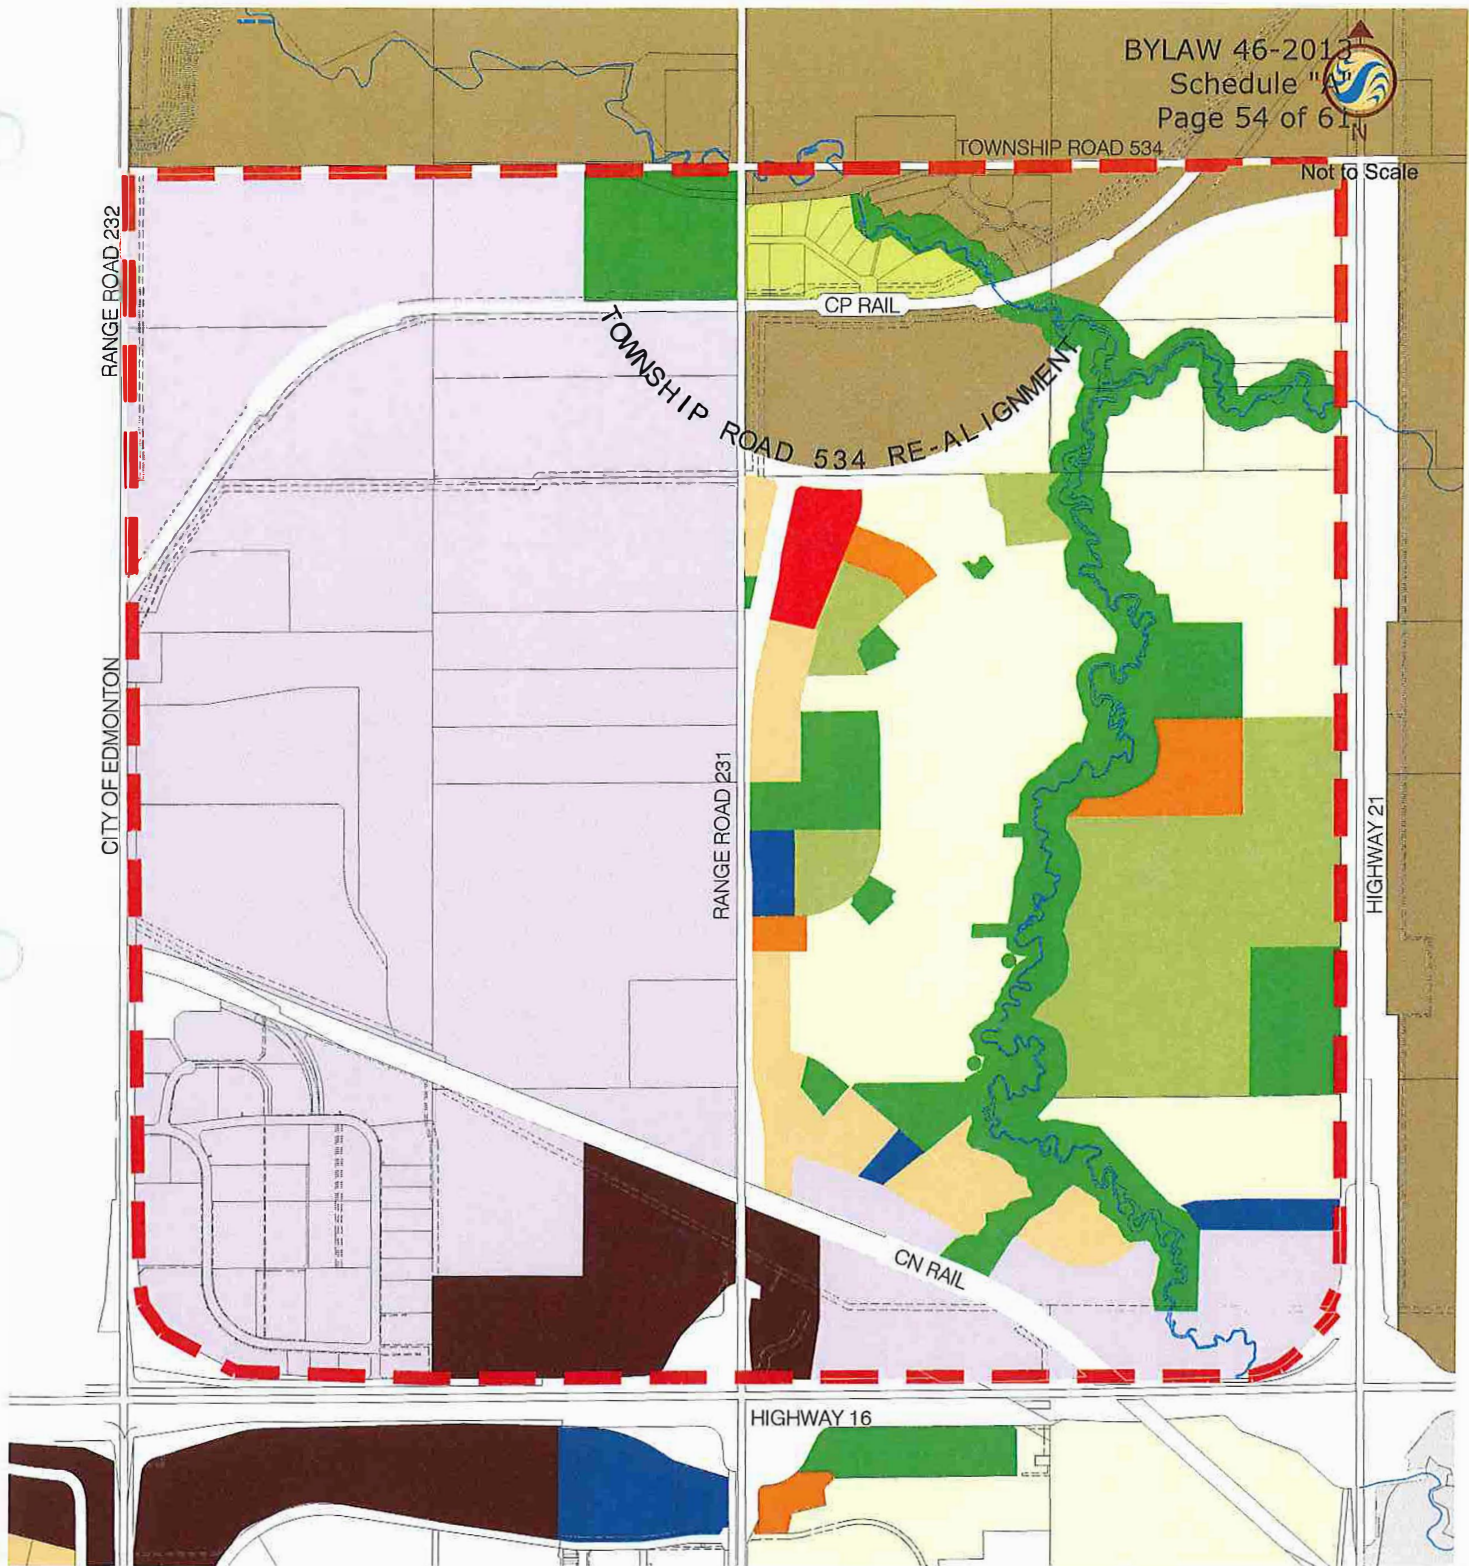 BYLAW 46-2013
Schedule "A"
Page 54 of 61
N
TOWNSHIP ROAD 534
Not to Scale
RANGE ROAD 232
CP RAIL
TOWNSHIP ROAD 534 RE-ALIGNMENT
CITY OF EDMONTON
RANGE ROAD 231
HIGHWAY 21
CN RAIL
HIGHWAY 16